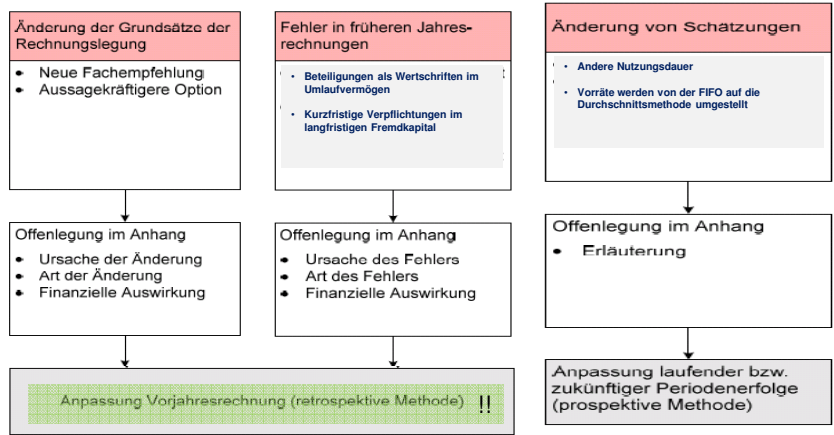 Änderung der Grundsätze der
Rechnungslegung
• Neue Fachempfehlung
• Aussagekräftigere Option
Offenlegung im Anhang
• Ursache der Änderung
• Art der Änderung
• Finanzielle Auswirkung
Fehler in früheren Jahres-
rechnungen
• Beteiligungen als Wertschriften im
Umlaufvermögen
• Kurzfristige Verpflichtungen im
langfristigen Fremdkapital
Offenlegung im Anhang
• Ursache des Fehlers
• Art des Fehlers
• Finanzielle Auswirkung
Anpassung Vorjahresrechnung (retrospektive Methode) !!
Änderung von Schätzungen
• Andere Nutzungsdauer
• Vorräte werden von der FIFO auf die
Durchschnittsmethode umgestellt
Offenlegung im Anhang
• Erläuterung
Anpassung laufender bzw.
zukünftiger Periodenerfolge
(prospektive Methode)